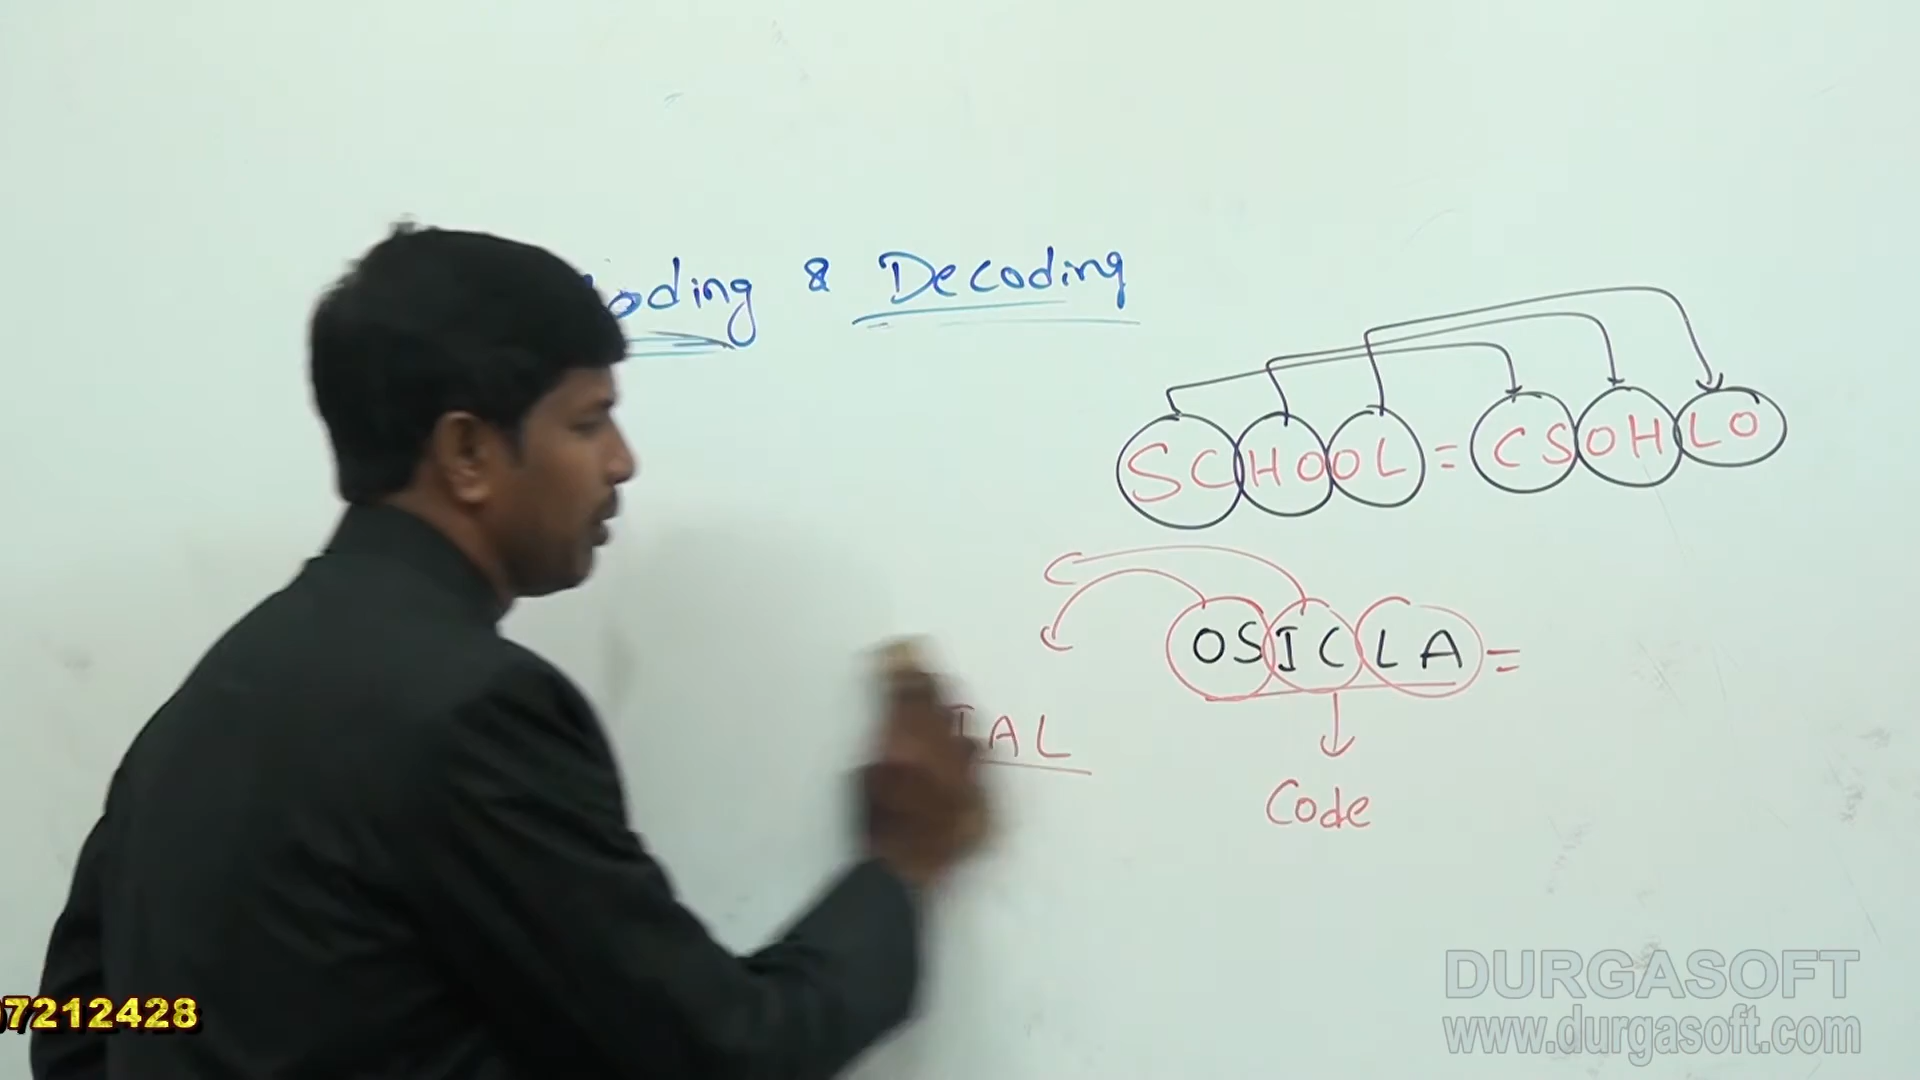 oding & Decoding
SCHOOL = CSOHLO
OSICLA =
IAL
Code
7212428
DURGASOFT
www.durgasoft.com